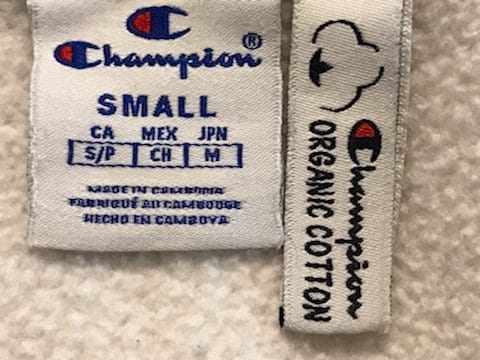 Champion®
SMALL
CA MEX JPN
S/P CH M
MADE IN CAMBODIA
FABRIQUÉ AU CAMBODGE
HECHO EN CAMBOYA
Champion
ORGANIC COTTON